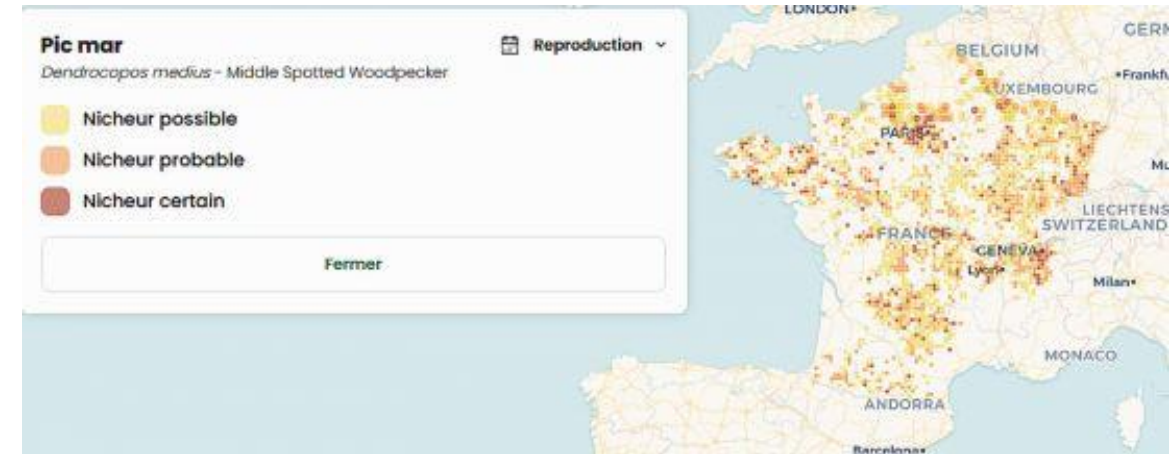 Pic mar
Reproduction
Dendrocopos medius - Middle Spotted Woodpecker
Nicheur possible
Nicheur probable
Nicheur certain
Fermer
LONDON
BELGIUM
LUXEMBOURG
PARIS
LIECHTENS
SWITZERLAND
FRANCE
GENEVA
Lyon
Milan
MONACO
ANDORRA
Barcelona